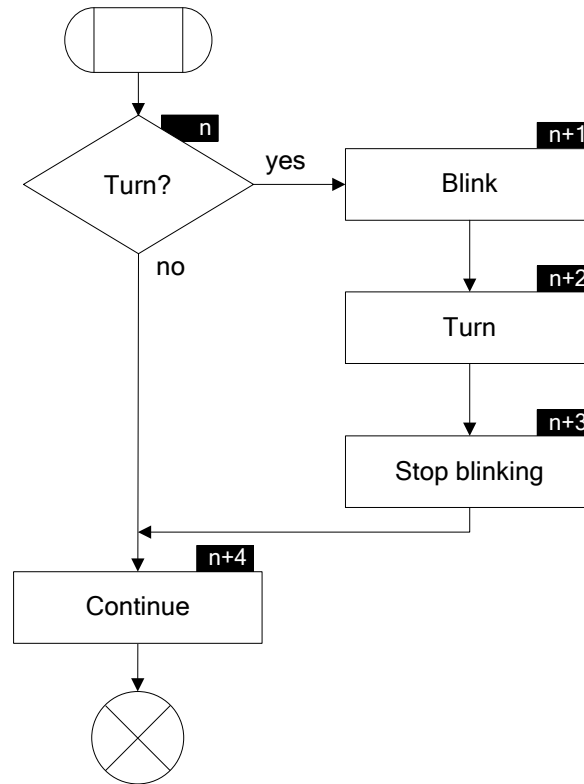 n
Turn?
yes
no
n+1
Blink
n+2
Turn
n+3
Stop blinking
n+4
Continue